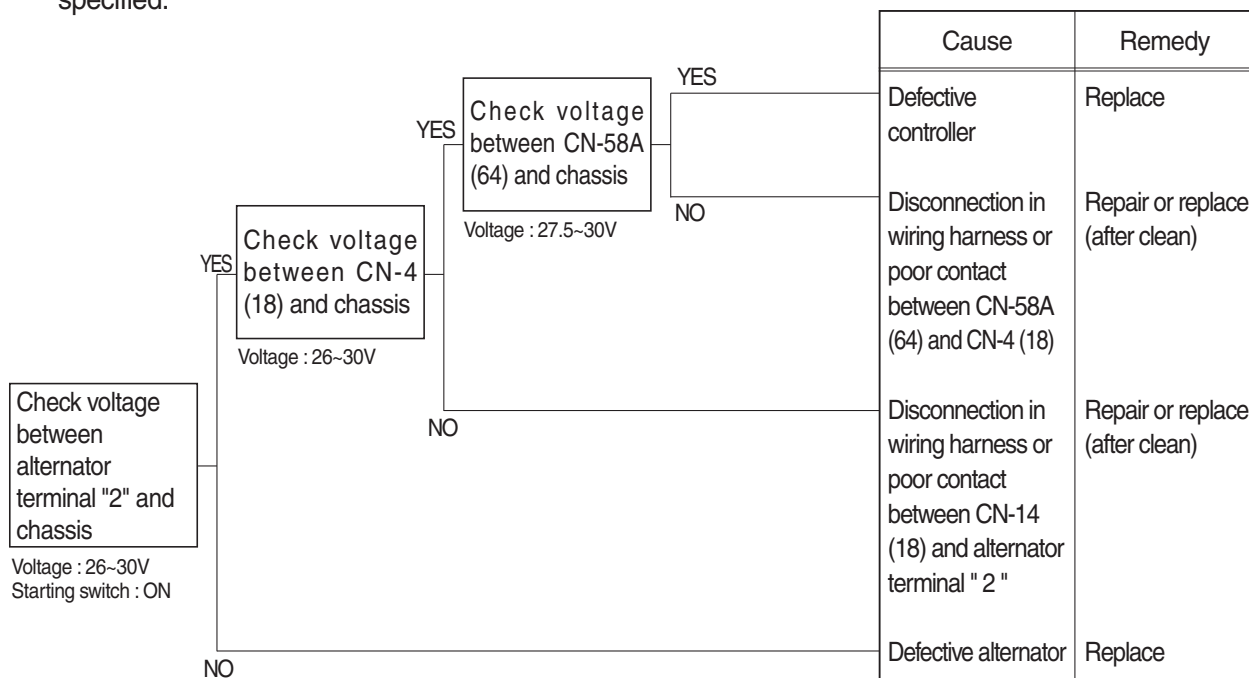 specified.
Cause
Remedy
YES
Check voltage
between CN-58A
(64) and chassis
Voltage : 27.5~30V
YES
NO
Defective
controller
Replace
Disconnection in
wiring harness or
poor contact
between CN-58A
(64) and CN-4 (18)
Repair or replace
(after clean)
YES
Check voltage
between CN-4
(18) and chassis
Voltage : 26~30V
NO
Disconnection in
wiring harness or
poor contact
between CN-14
(18) and alternator
terminal " 2 "
Repair or replace
(after clean)
Check voltage
between
alternator
terminal "2" and
chassis
Voltage : 26~30V
Starting switch : ON
NO
Defective alternator
Replace